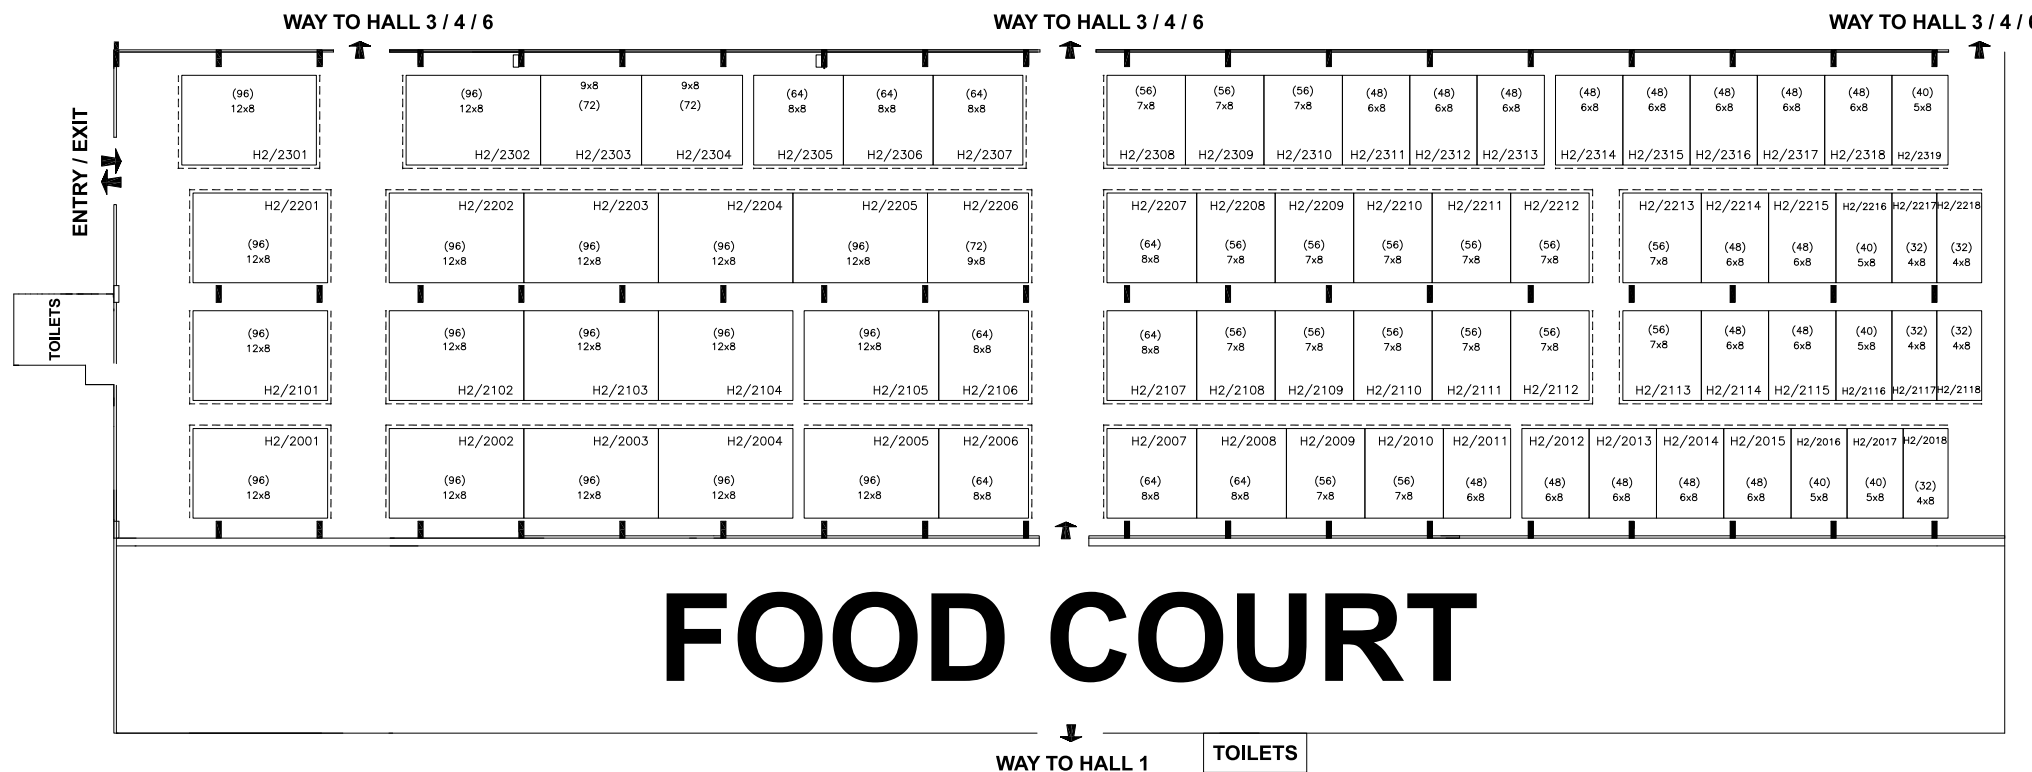 WAY TO HALL 3 / 4 / 6 WAY TO HALL 3 / 4 / 6 WAY TO HALL 3 / 4 / 6
ENTRY / EXIT
(96) (96) 9x8 9x8 (64) (64) (64) (56) (56) (56) (48) (48) (48) (48) (48) (48) (48) (48) (40)
12x8 12x8 (72) (72) 8x8 8x8 8x8 7x8 7x8 7x8 6x8 6x8 6x8 6x8 6x8 6x8 6x8 6x8 5x8
H2/2301 H2/2302 H2/2303 H2/2304 H2/2305 H2/2306 H2/2307 H2/2308 H2/2309 H2/2310 H2/2311 H2/2312 H2/2313 H2/2314 H2/2315 H2/2316 H2/2317 H2/2318 H2/2319
H2/2201 H2/2202 H2/2203 H2/2204 H2/2205 H2/2206 H2/2207 H2/2208 H2/2209 H2/2210 H2/2211 H2/2212 H2/2213 H2/2214 H2/2215 H2/2216 H2/2217 H2/2218
(96) (96) (96) (96) (96) (72) (64) (56) (56) (56) (56) (56) (56) (48) (48) (40) (32) (32)
12x8 12x8 12x8 12x8 12x8 9x8 8x8 7x8 7x8 7x8 7x8 7x8 7x8 6x8 6x8 5x8 4x8 4x8
TOILETS
(96) (96) (96) (96) (96) (64) (64) (56) (56) (56) (56) (56) (56) (48) (48) (40) (32) (32)
12x8 12x8 12x8 12x8 12x8 8x8 8x8 7x8 7x8 7x8 7x8 7x8 7x8 6x8 6x8 5x8 4x8 4x8
H2/2101 H2/2102 H2/2103 H2/2104 H2/2105 H2/2106 H2/2107 H2/2108 H2/2109 H2/2110 H2/2111 H2/2112 H2/2113 H2/2114 H2/2115 H2/2116 H2/2117 H2/2118
H2/2001 H2/2002 H2/2003 H2/2004 H2/2005 H2/2006 H2/2007 H2/2008 H2/2009 H2/2010 H2/2011 H2/2012 H2/2013 H2/2014 H2/2015 H2/2016 H2/2017 H2/2018
(96) (96) (96) (96) (96) (64) (64) (64) (56) (56) (48) (48) (48) (48) (48) (40) (40) (32)
12x8 12x8 12x8 12x8 12x8 8x8 8x8 8x8 7x8 7x8 6x8 6x8 6x8 6x8 6x8 5x8 5x8 4x8
FOOD COURT
WAY TO HALL 1 TOILETS